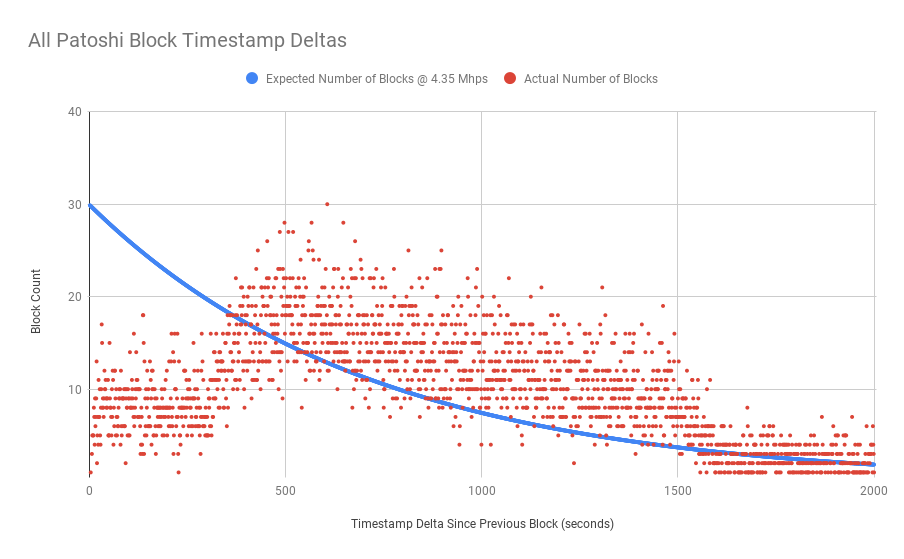 All Patoshi Block Timestamp Deltas
Expected Number of Blocks @ 4.35 Mhps
Actual Number of Blocks
40
30
20
10
Block Count
0
500
1000
1500
2000
Timestamp Delta Since Previous Block (seconds)